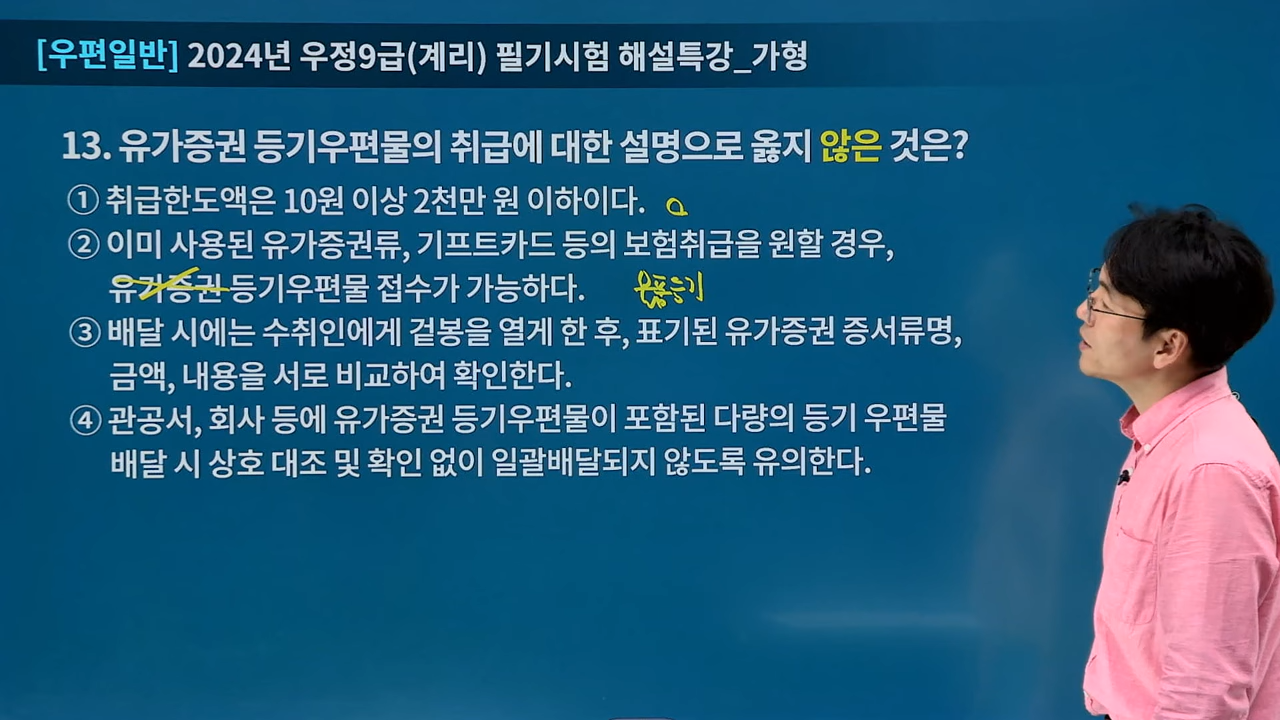 [우편일반] 2024년 우정9급(계리) 필기시험 해설특강_가형
13. 유가증권 등기우편물의 취급에 대한 설명으로 옳지 않은 것은?
① 취급한도액은 10원 이상 2천만 원 이하이다.
② 이미 사용된 유가증권류, 기프트카드 등의 보험취급을 원할 경우,
유가증권 등기우편물 접수가 가능하다.
③ 배달 시에는 수취인에게 겉봉을 열게 한 후, 표기된 유가증권 증서류명,
금액, 내용을 서로 비교하여 확인한다.
④ 관공서, 회사 등에 유가증권 등기우편물이 포함된 다량의 등기 우편물
배달 시 상호 대조 및 확인 없이 일괄배달되지 않도록 유의한다.